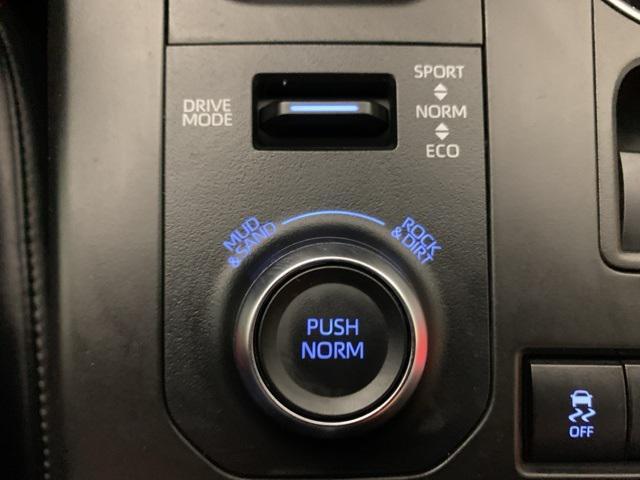 DRIVE
MODE
SPORT
NORM
ECO
MUD
&SAND
ROCK
&DIRT
PUSH
NORM
OFF